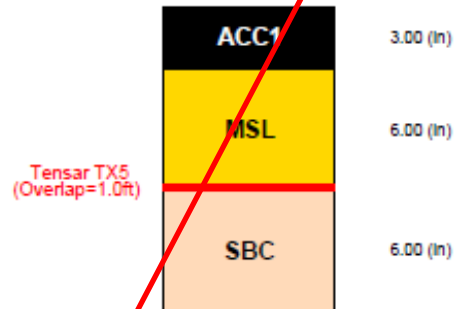 ACC1
3.00 (in)
MSL
6.00 (in)
Tensar TX5
(Overlap=1.0ft)
SBC
6.00 (in)